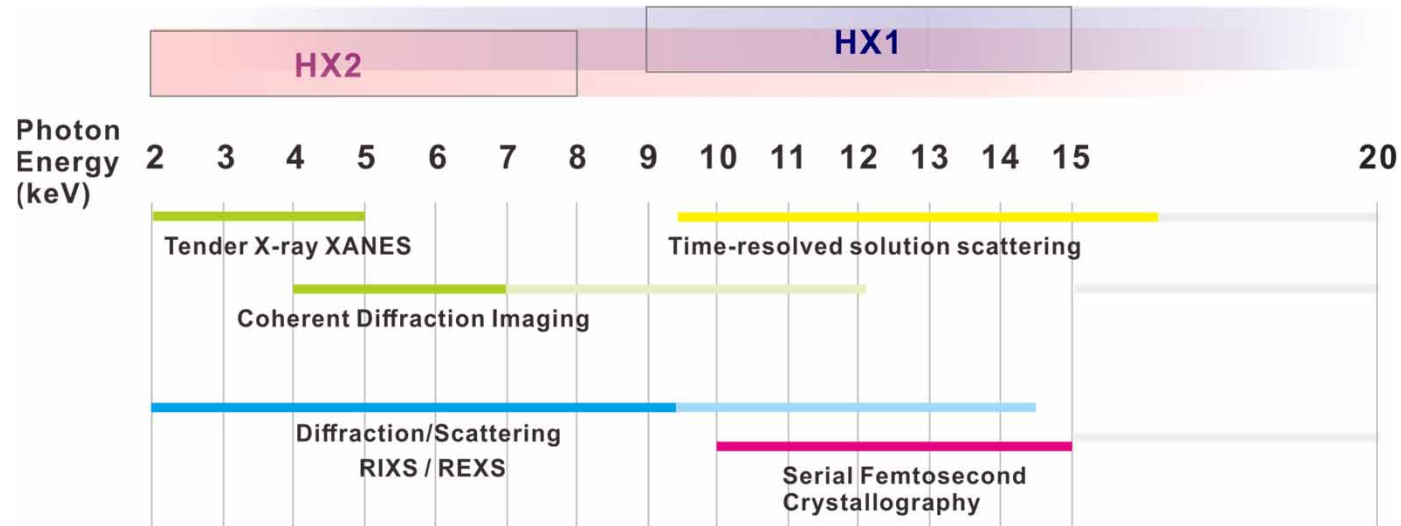 HX2
HX1
Photon
Energy
(keV)
2 3 4 5 6 7 8 9 10 11 12 13 14 15 20
Tender X-ray XANES
Time-resolved solution scattering
Coherent Diffraction Imaging
Diffraction/Scattering
RIXS / REXS
Serial Femtosecond
Crystallography